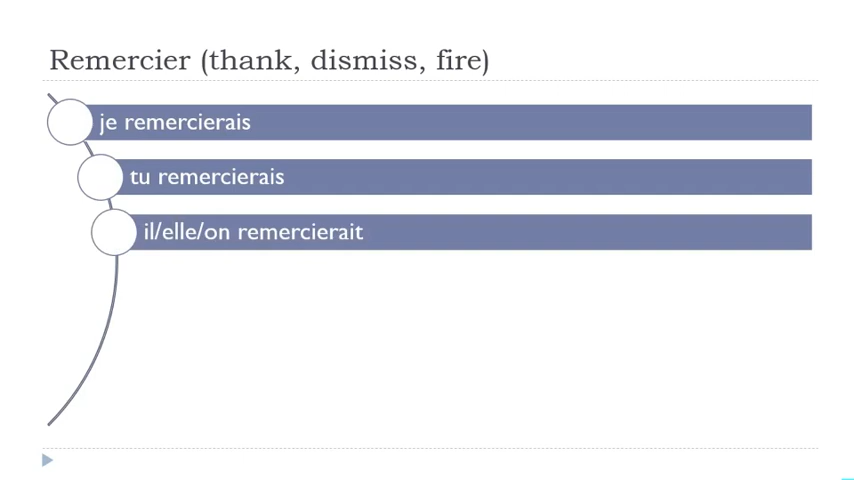 Remercier (thank, dismiss, fire)
je remercierais
tu remercierais
il/elle/on remercierait